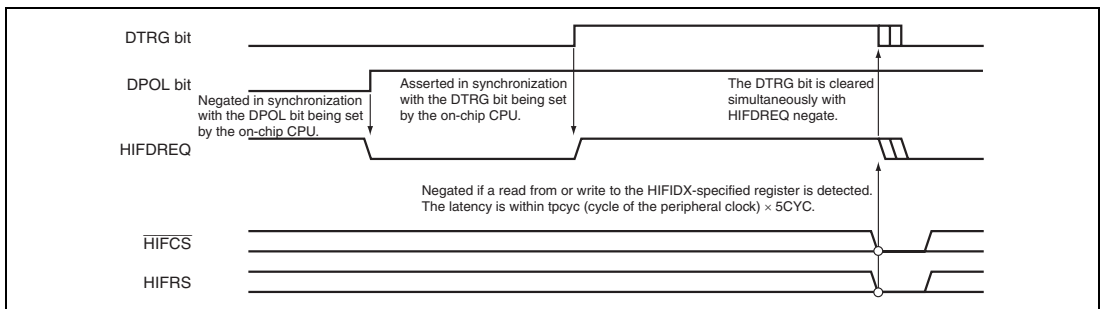 DTRG bit
DPOL bit
Negated in synchronization
with the DPOL bit being set
by the on-chip CPU.
Asserted in synchronization
with the DTRG bit being set
by the on-chip CPU.
The DTRG bit is cleared
simultaneously with
HIFDREQ negate.
HIFDREQ
Negated if a read from or write to the HIFIDX-specified register is detected.
The latency is within tpcyc (cycle of the peripheral clock) × 5CYC.
HIFCS
HIFRS